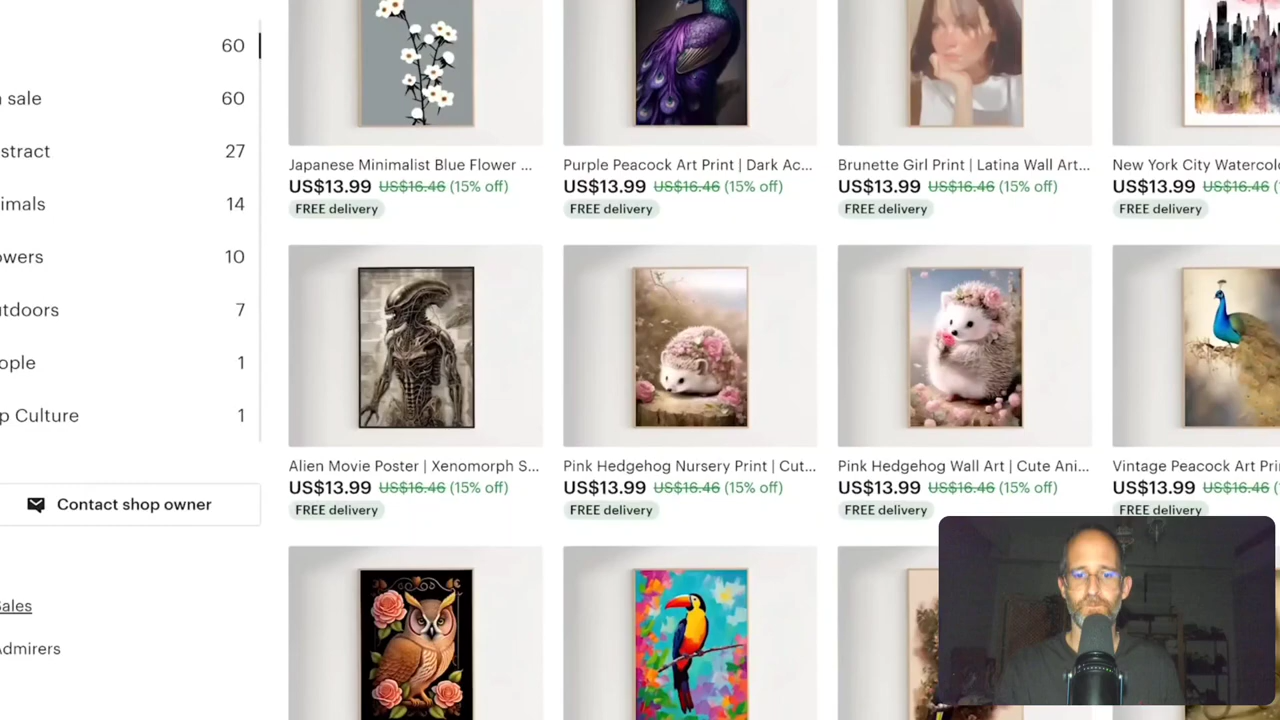 60
sale 60
stract 27
imals 14
owers 10
utdoors 7
ople 1
p Culture 1
Contact shop owner
ales
dmirers
Japanese Minimalist Blue Flower ...
US$13.99 US$16.46 (15% off)
FREE delivery
Purple Peacock Art Print | Dark Ac...
US$13.99 US$16.46 (15% off)
FREE delivery
Brunette Girl Print | Latina Wall Art...
US$13.99 US$16.46 (15% off)
FREE delivery
New York City Waterco
US$13.99 US$16.46
FREE delivery
Alien Movie Poster | Xenomorph S...
US$13.99 US$16.46 (15% off)
FREE delivery
Pink Hedgehog Nursery Print | Cut...
US$13.99 US$16.46 (15% off)
FREE delivery
Pink Hedgehog Wall Art | Cute Ani...
US$13.99 US$16.46 (15% off)
FREE delivery
Vintage Peacock Art Pri
US$13.99 US$16.46
FREE delivery